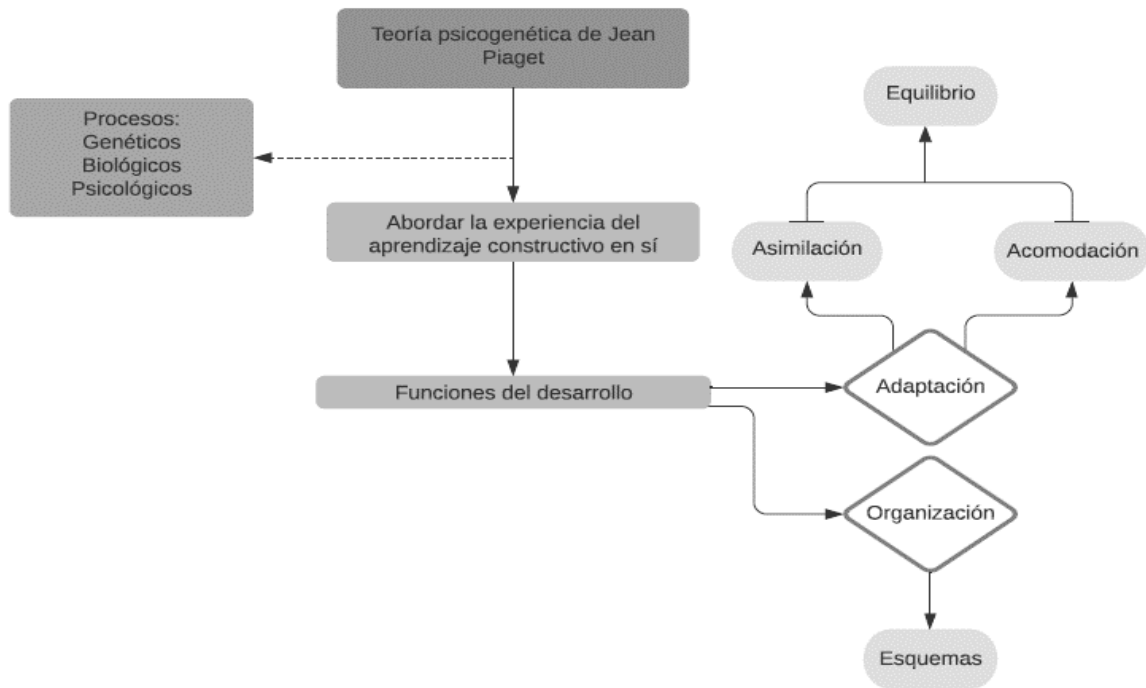 Teoría psicogenética de Jean
Piaget
Procesos:
Genéticos
Biológicos
Psicológicos
Equilibrio
Abordar la experiencia del
aprendizaje constructivo en sí
Asimilación
Acomodación
Funciones del desarrollo
Adaptación
Organización
Esquemas